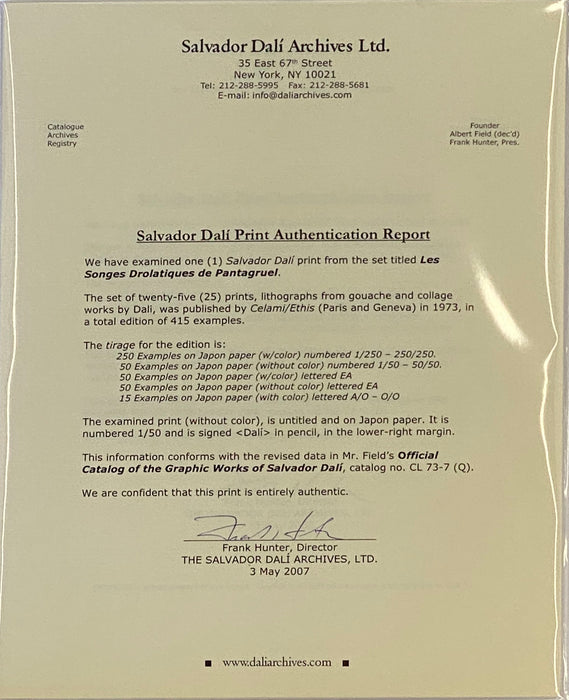 Salvador Dalí Archives Ltd.
35 East 67th Street
New York, NY 10021
Tel: 212-288-5995 Fax: 212-288-5681
E-mail: info@daliarchives.com
Catalogue
Archives
Registry
Founder
Albert Field (dec'd)
Frank Hunter, Pres.
Salvador Dalí Print Authentication Report
We have examined one (1) Salvador Dalí print from the set titled Les
Songes Drolatiques de Pantagruel.
The set of twenty-five (25) prints, lithographs from gouache and collage
works by Dali, was published by Celami/Ethis (Paris and Geneva) in 1973, in
a total edition of 415 examples.
The tirage for the edition is:
250 Examples on Japon paper (w/color) numbered 1/250 – 250/250.
50 Examples on Japon paper (without color) numbered 1/50 – 50/50.
50 Examples on Japon paper (w/color) lettered EA
50 Examples on Japon paper (without color) lettered EA
15 Examples on Japon paper (with color) lettered A/O – O/O
The examined print (without color), is untitled and on Japon paper. It is
numbered 1/50 and is signed <Dalí> in pencil, in the lower-right margin.
This information conforms with the revised data in Mr. Field's Official
Catalog of the Graphic Works of Salvador Dalí, catalog no. CL 73-7 (Q).
We are confident that this print is entirely authentic.
Frank Hunter, Director
THE SALVADOR DALÍ ARCHIVES, LTD.
3 May 2007
■ www.daliarchives.com ■